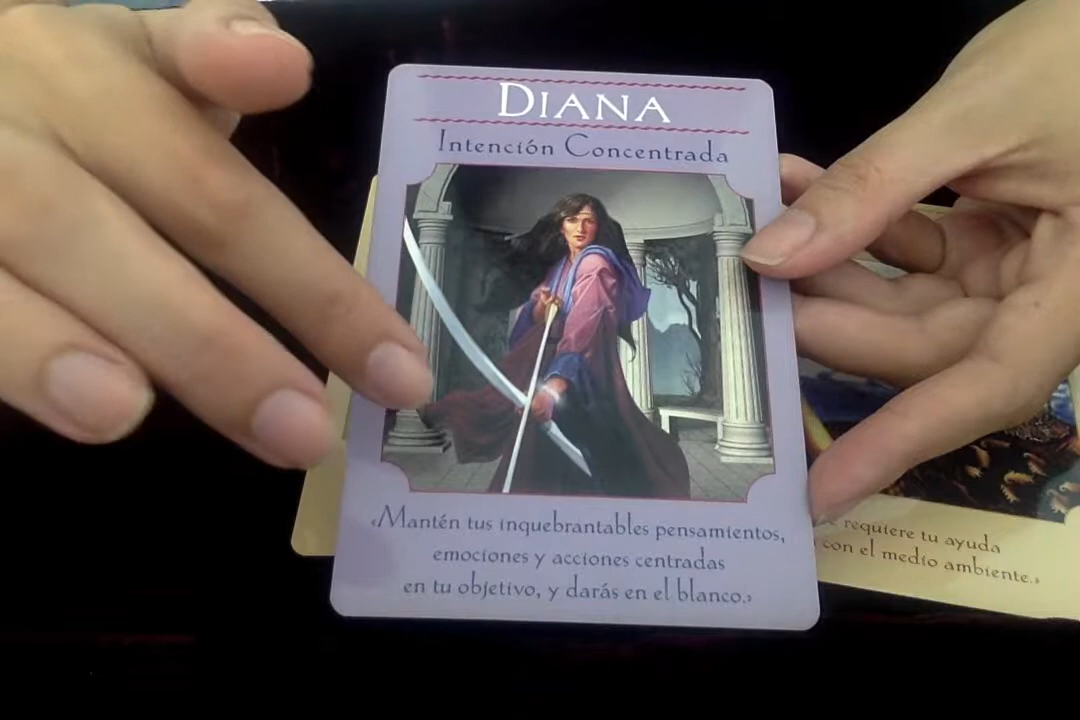 DIANA
Intención Concentrada
«Mantén tus inquebrantables pensamientos,
emociones y acciones centradas
en tu objetivo, y darás en el blanco.»
requiere tu ayuda
con el medio ambiente.»